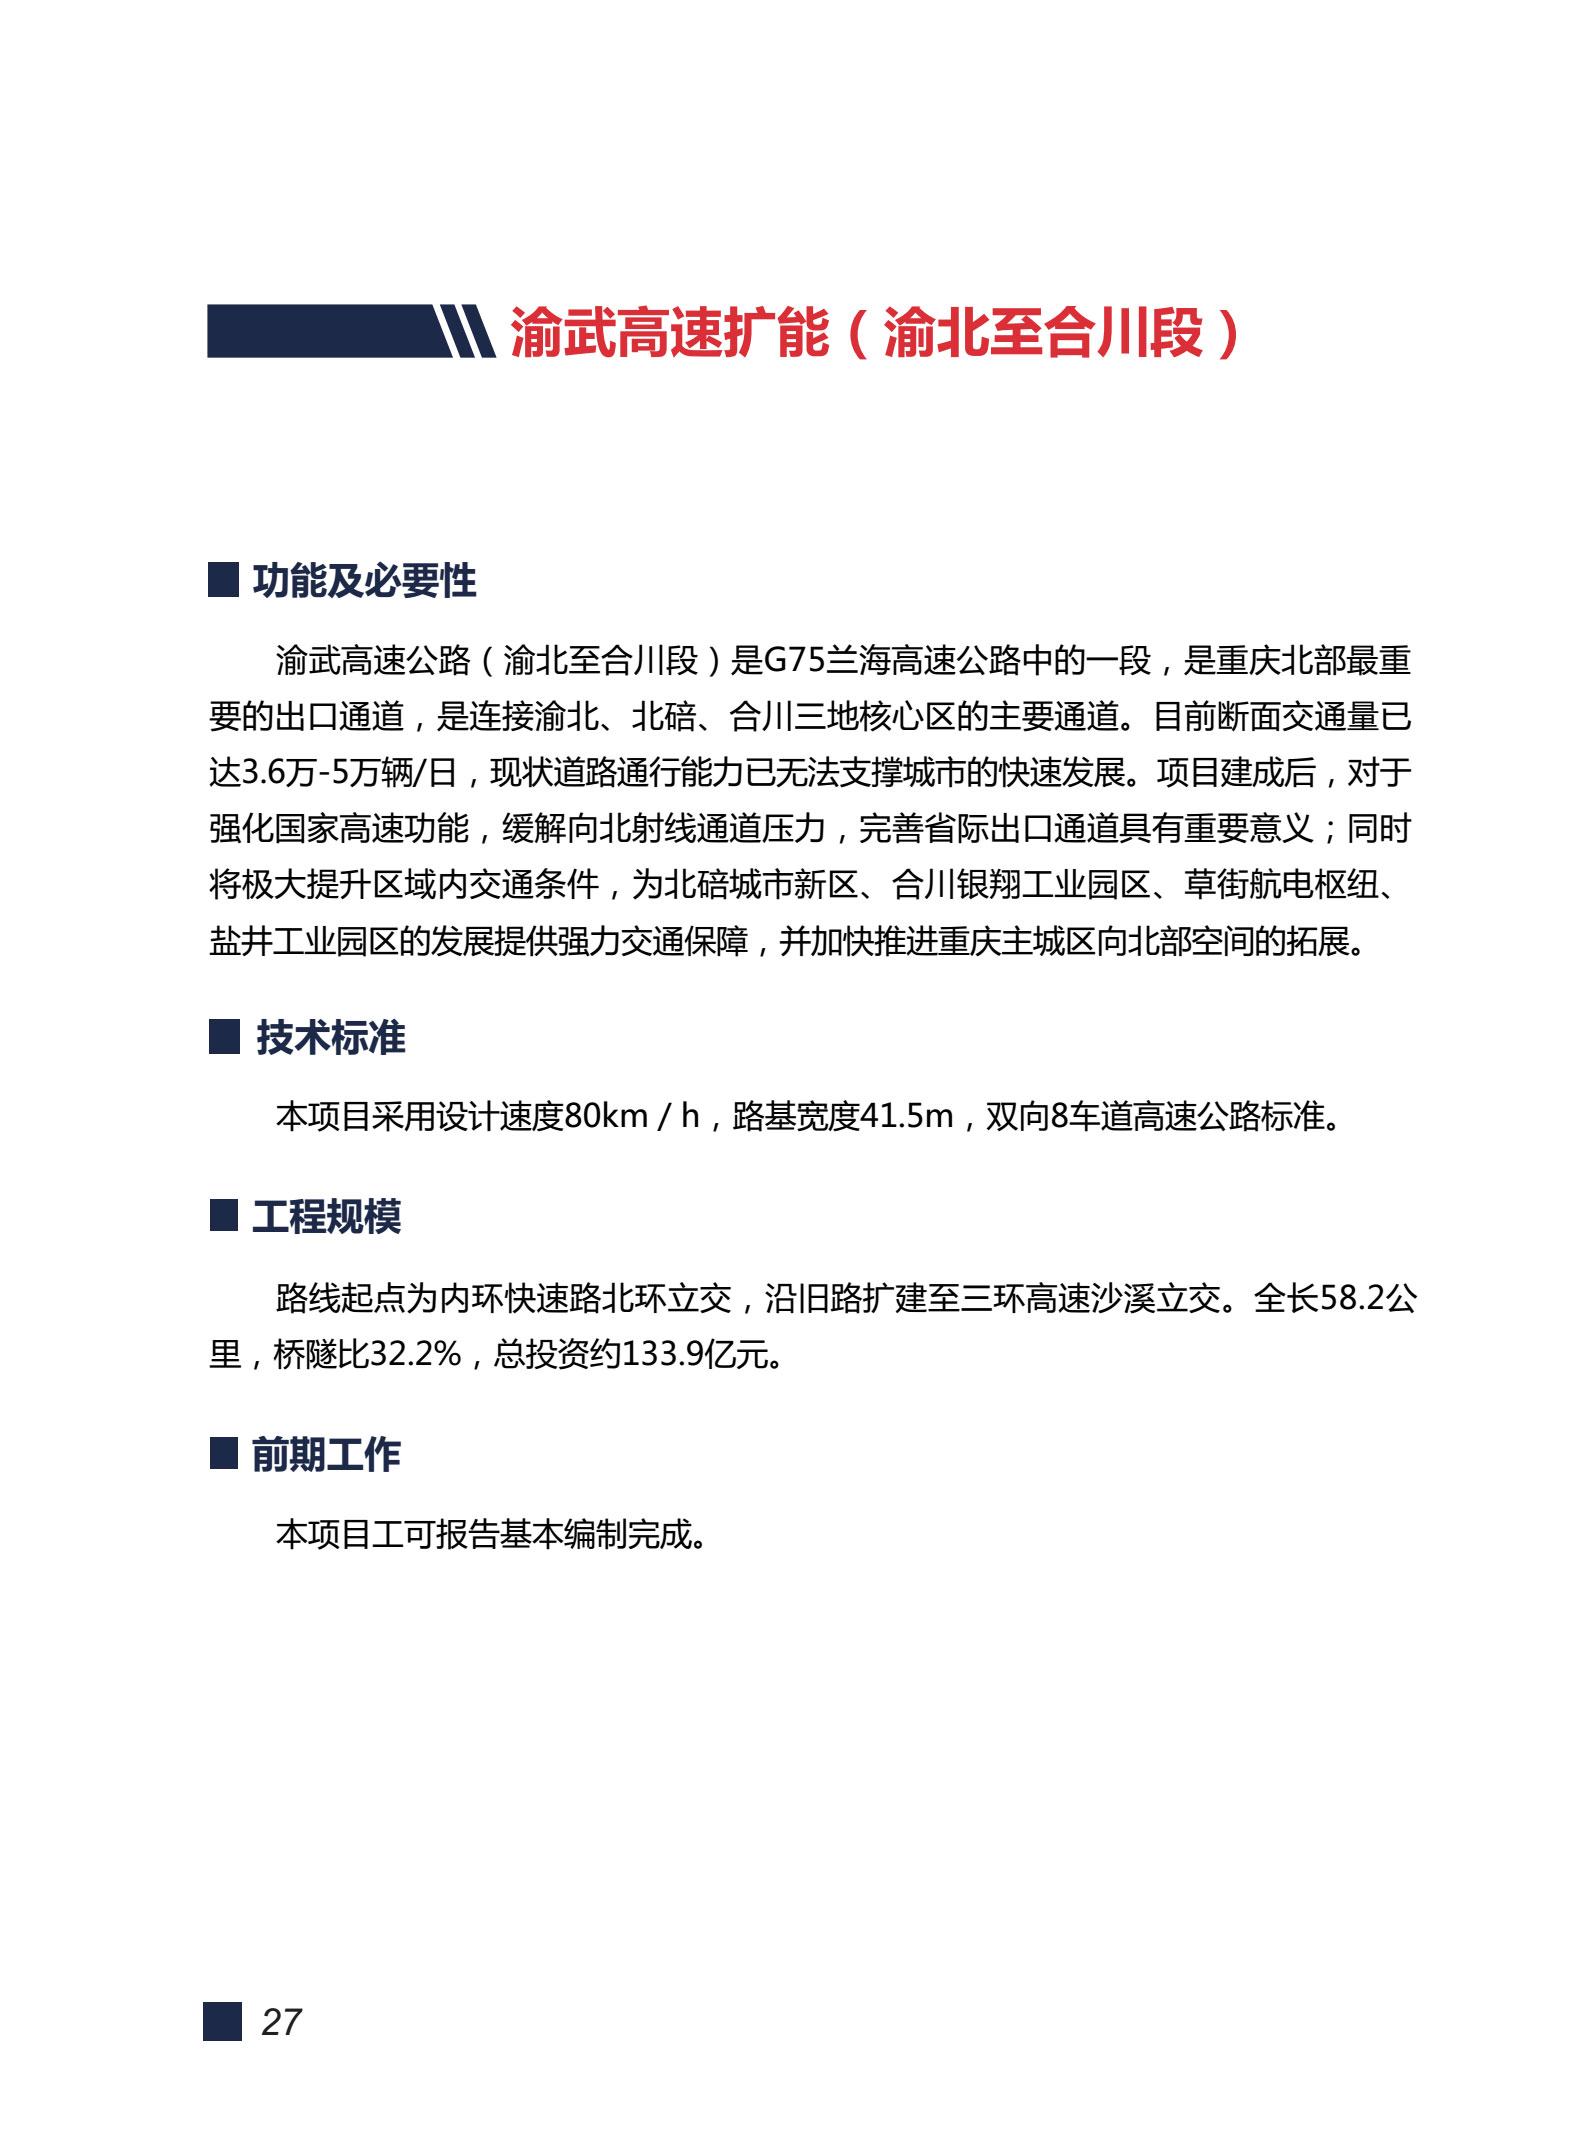 渝武高速扩能（渝北至合川段）
功能及必要性
渝武高速公路（渝北至合川段）是G75兰海高速公路中的一段，是重庆北部最重
要的出口通道，是连接渝北、北碚、合川三地核心区的主要通道。目前断面交通量已
达3.6万-5万辆/日，现状道路通行能力已无法支撑城市的快速发展。项目建成后，对于
强化国家高速功能，缓解向北射线通道压力，完善省际出口通道具有重要意义；同时
将极大提升区域内交通条件，为北碚城市新区、合川银翔工业园区、草街航电枢纽、
盐井工业园区的发展提供强力交通保障，并加快推进重庆主城区向北部空间的拓展。
技术标准
本项目采用设计速度80km / h，路基宽度41.5m，双向8车道高速公路标准。
工程规模
路线起点为内环快速路北环立交，沿旧路扩建至三环高速沙溪立交。全长58.2公
里，桥隧比32.2%，总投资约133.9亿元。
前期工作
本项目工可报告基本编制完成。
27